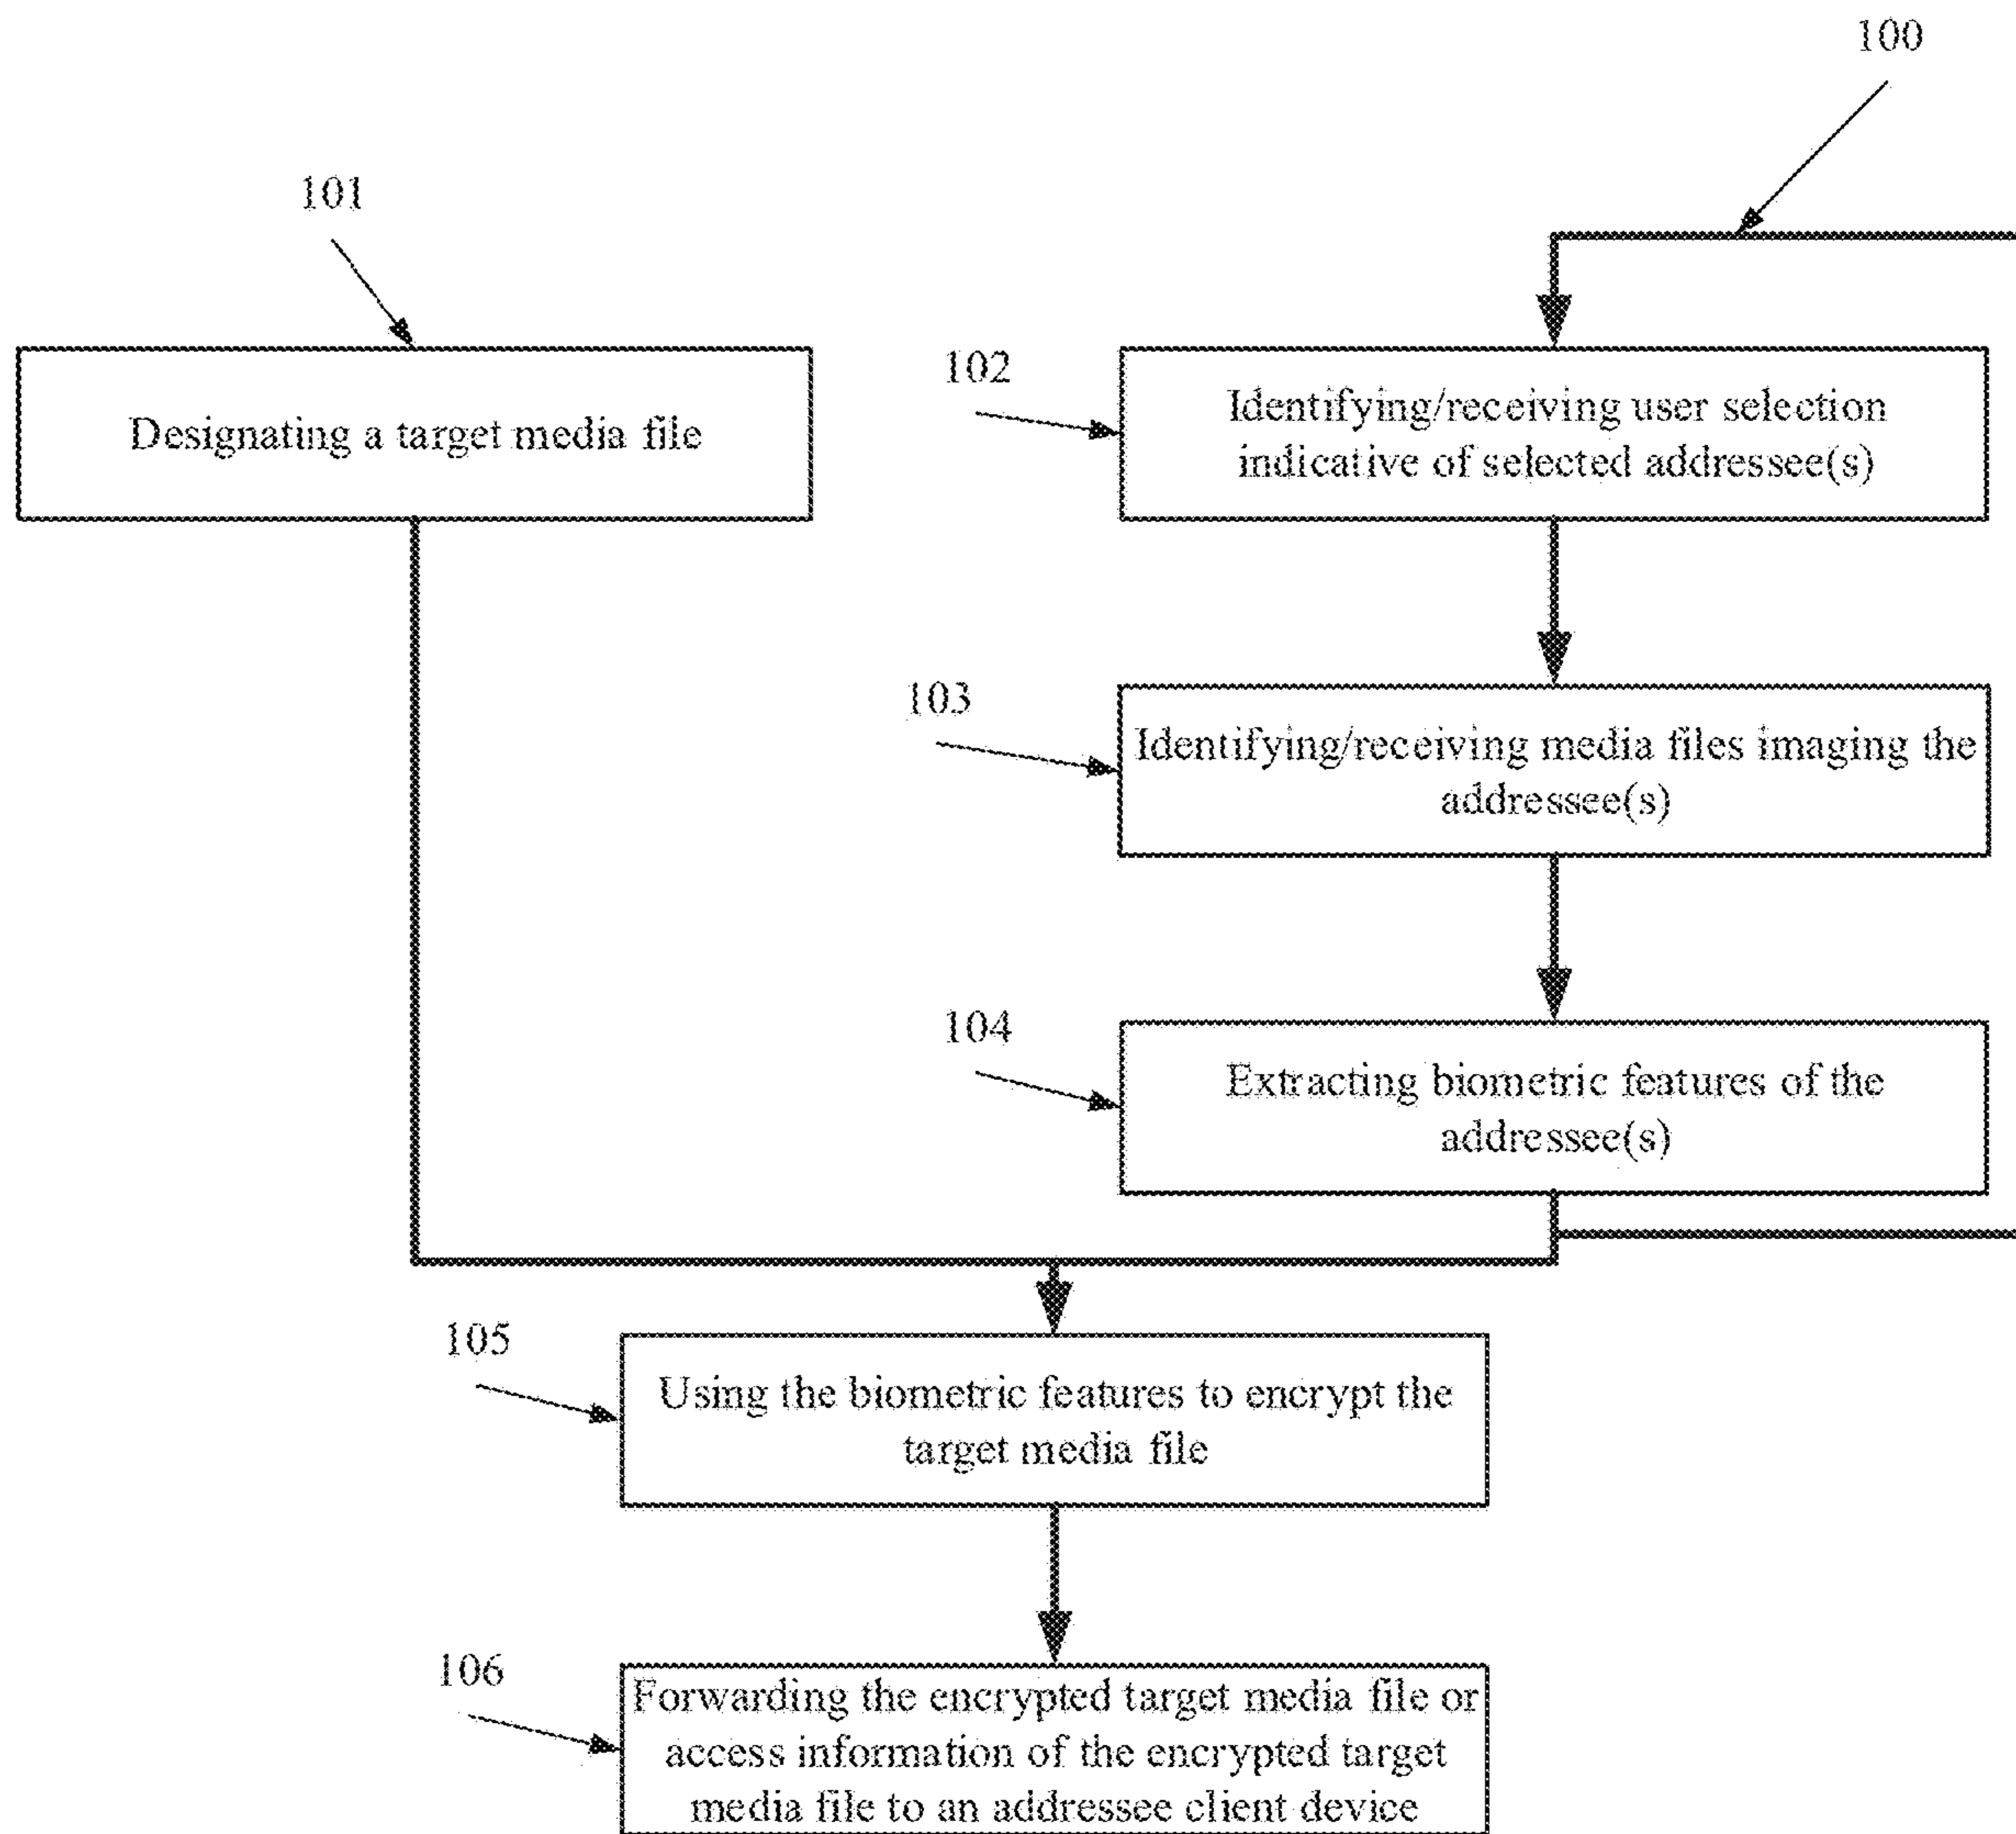 100
101
Designating a target media file
102
Identifying/receiving user selection
indicative of selected addressee(s)
103
Identifying/receiving media files imaging the
addressee(s)
104
Extracting biometric features of the
addressee(s)
105
Using the biometric features to encrypt the
target media file
106
Forwarding the encrypted target media file or
access information of the encrypted target
media file to an addressee client device